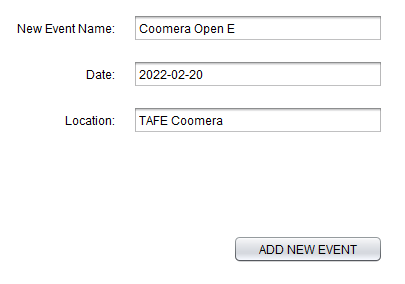 New Event Name: Coomera Open E
Date: 2022-02-20
Location: TAFE Coomera
ADD NEW EVENT